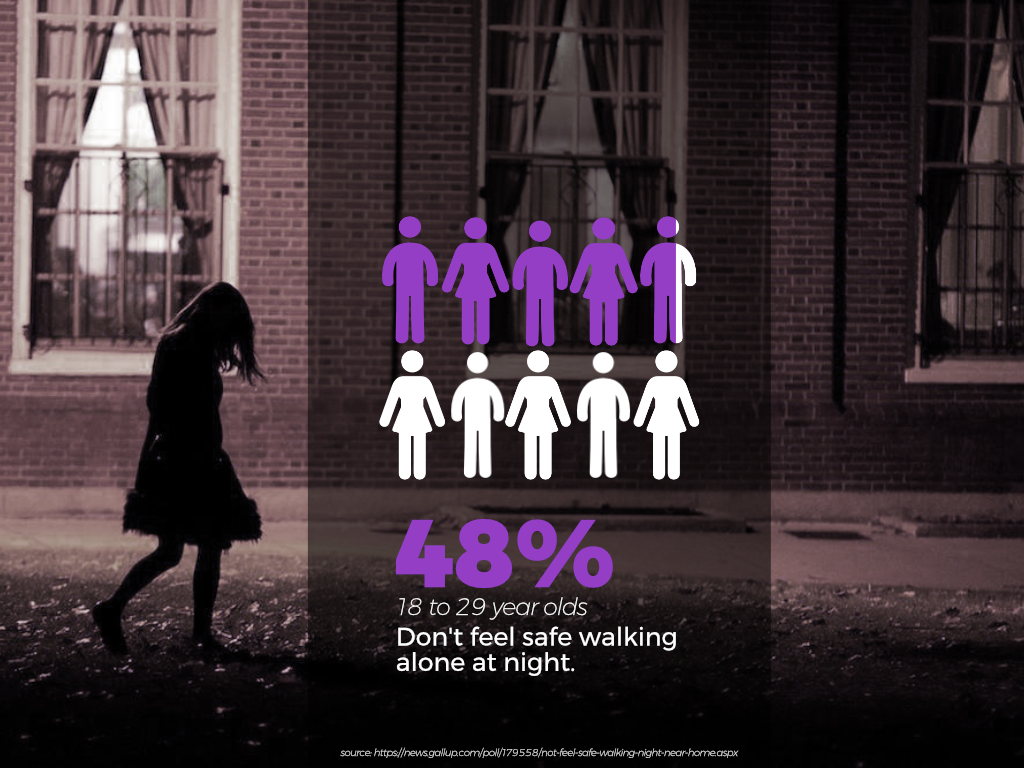 48%
18 to 29 year olds
Don't feel safe walking
alone at night.
source: https://news.gallup.com/poll/179558/not-feel-safe-walking-night-near-home.aspx